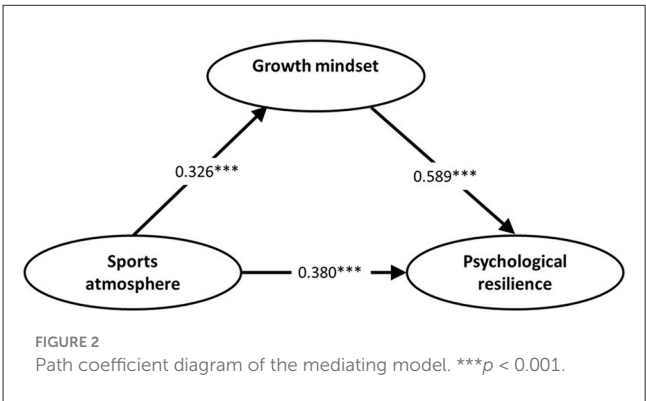 Growth mindset
0.326***
0.589***
Sports
atmosphere
0.380***
Psychological
resilience
FIGURE 2
Path coefficient diagram of the mediating model. ***p < 0.001.